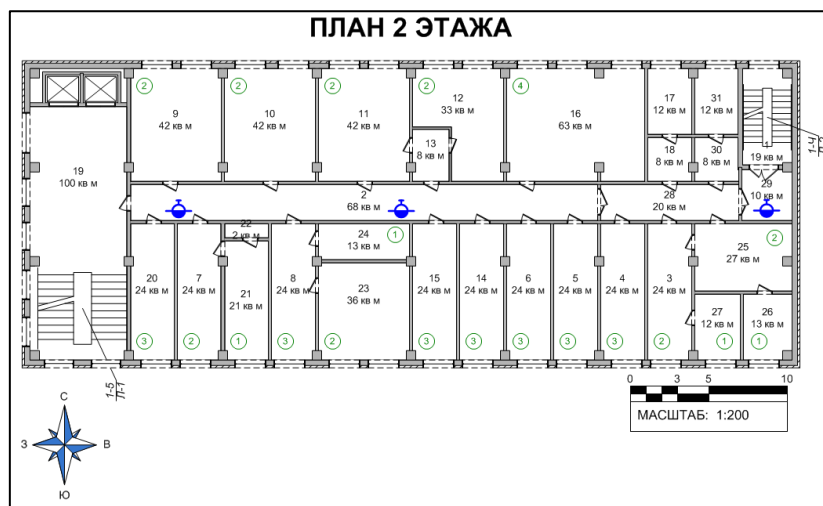 ПЛАН 2 ЭТАЖА
2
9
42 кв м
2
10
42 кв м
2
11
42 кв м
2
12
33 кв м
13
8 кв м
4
16
63 кв м
17
12 кв м
31
12 кв м
18
8 кв м
30
8 кв м
1
19 кв м
29
10 кв м
19
100 кв м
2
68 кв м
28
20 кв м
20
24 кв м
3
7
24 кв м
2
22
2 кв м
21
21 кв м
1
8
24 кв м
3
24
13 кв м
1
23
36 кв м
2
15
24 кв м
3
14
24 кв м
3
6
24 кв м
3
5
24 кв м
3
4
24 кв м
3
3
24 кв м
2
25
27 кв м
2
27
12 кв м
1
26
13 кв м
1
1-5
Л-1
1-Ч
0 3 5 10
МАСШТАБ: 1:200
С
З В
Ю